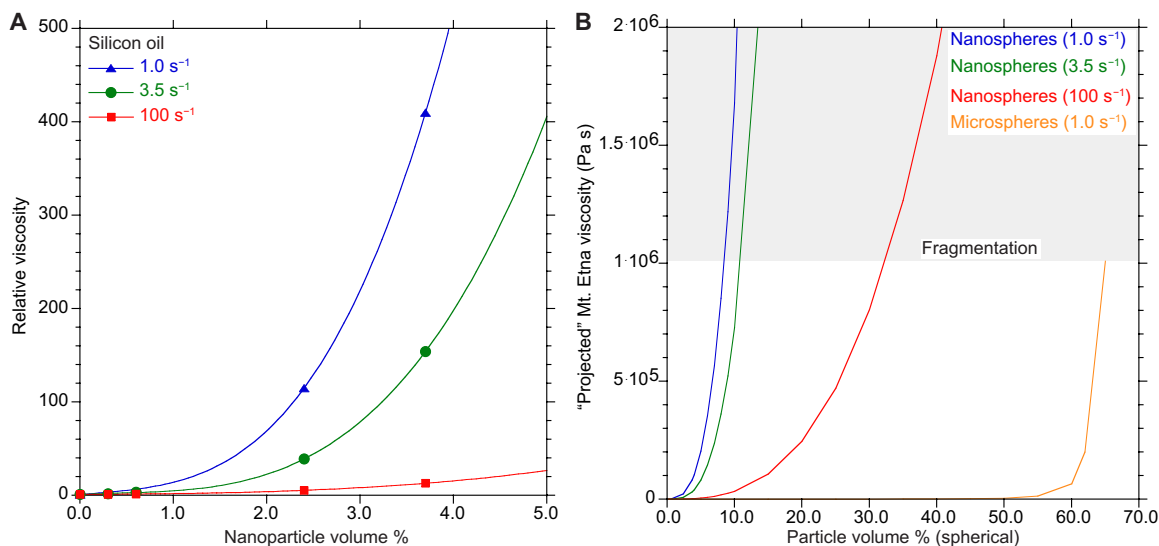 A
Silicon oil
1.0 s⁻¹
3.5 s⁻¹
100 s⁻¹
Relative viscosity
500
400
300
200
100
0
0.0
1.0
2.0
3.0
4.0
5.0
Nanoparticle volume %
B
Nanospheres (1.0 s⁻¹)
Nanospheres (3.5 s⁻¹)
Nanospheres (100 s⁻¹)
Microspheres (1.0 s⁻¹)
Fragmentation
"Projected" Mt. Etna viscosity (Pa s)
2·10⁶
1.5·10⁶
1·10⁶
5·10⁵
0
0.0
10.0
20.0
30.0
40.0
50.0
60.0
70.0
Particle volume % (spherical)